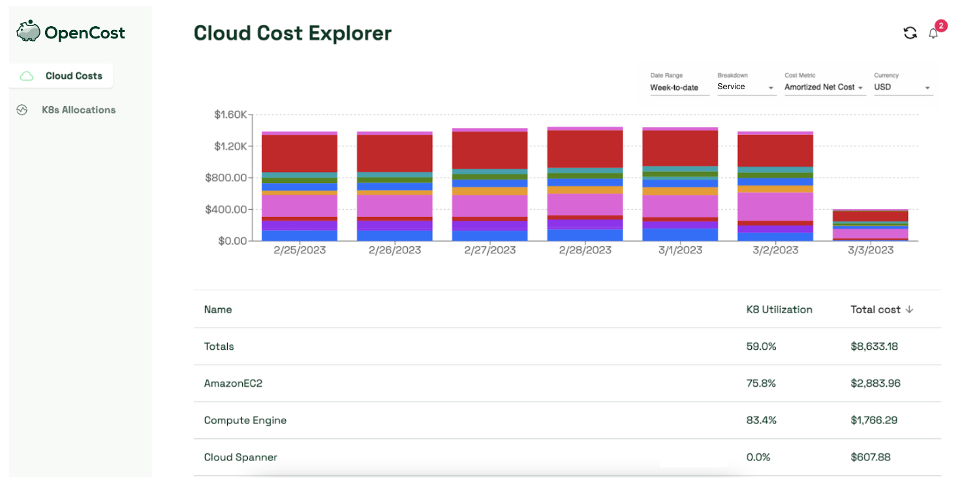 OpenCost
Cloud Costs
K8s Allocations
Cloud Cost Explorer
2
Date Range
Week-to-date
Breakdown
Service
Cost Metric
Amortized Net Cost
Currency
USD
$1.60K
$1.20K
$800.00
$400.00
$0.00
2/25/2023 2/26/2023 2/27/2023 2/28/2023 3/1/2023 3/2/2023 3/3/2023
Name K8 Utilization Total cost
Totals 59.0% $8,633.18
AmazonEC2 75.8% $2,883.96
Compute Engine 83.4% $1,766.29
Cloud Spanner 0.0% $607.88